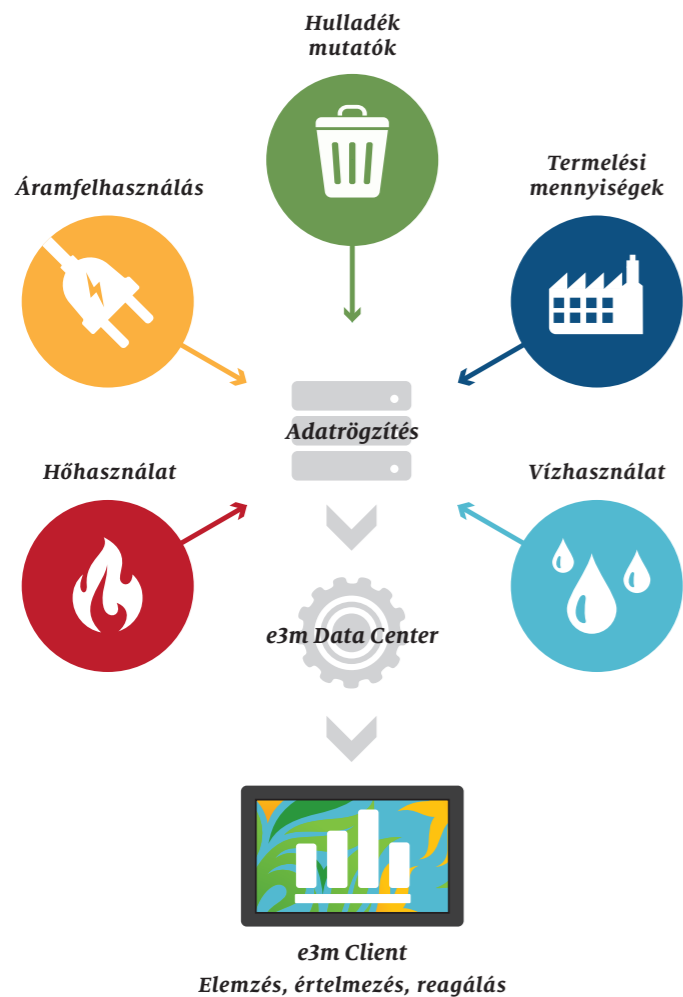 Hulladék
mutatók
Áramfelhasználás
Termelési
mennyiségek
Adatrögzítés
Hőhasználat
Vízhasználat
e3m Data Center
e3m Client
Elemzés, értelmezés, reagálás